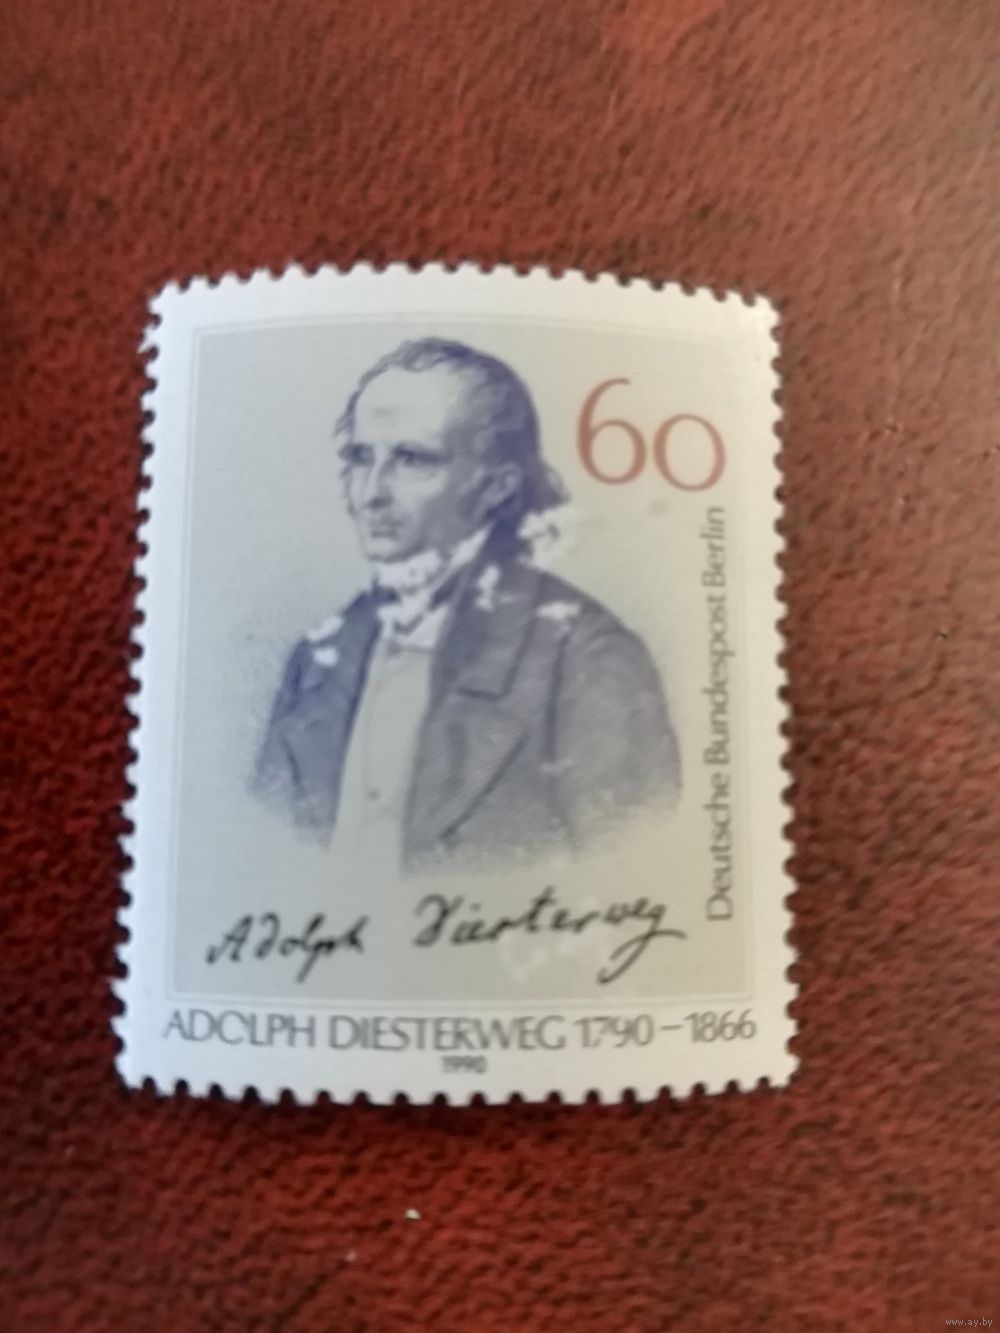 60
Deutsche Bundespost Berlin
Adolph Diesterweg
ADOLPH DIESTERWEG 1790–1866
1990
www.ay.by